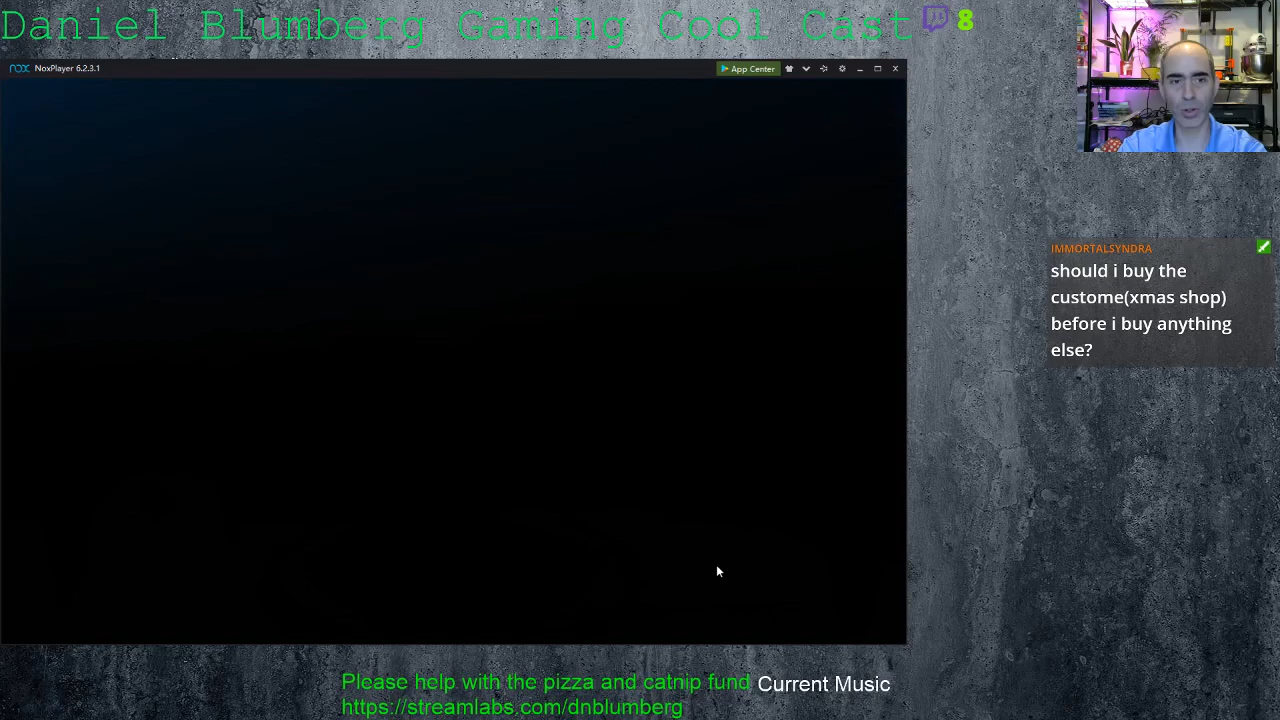 Daniel Blumberg Gaming Cool Cast 8
nox NoxPlayer 6.2.3.1 App Center
IMMORTALSYNDRA
should i buy the
custome(xmas shop)
before i buy anything
else?
Please help with the pizza and catnip fund Current Music
https://streamlabs.com/dnblumberg